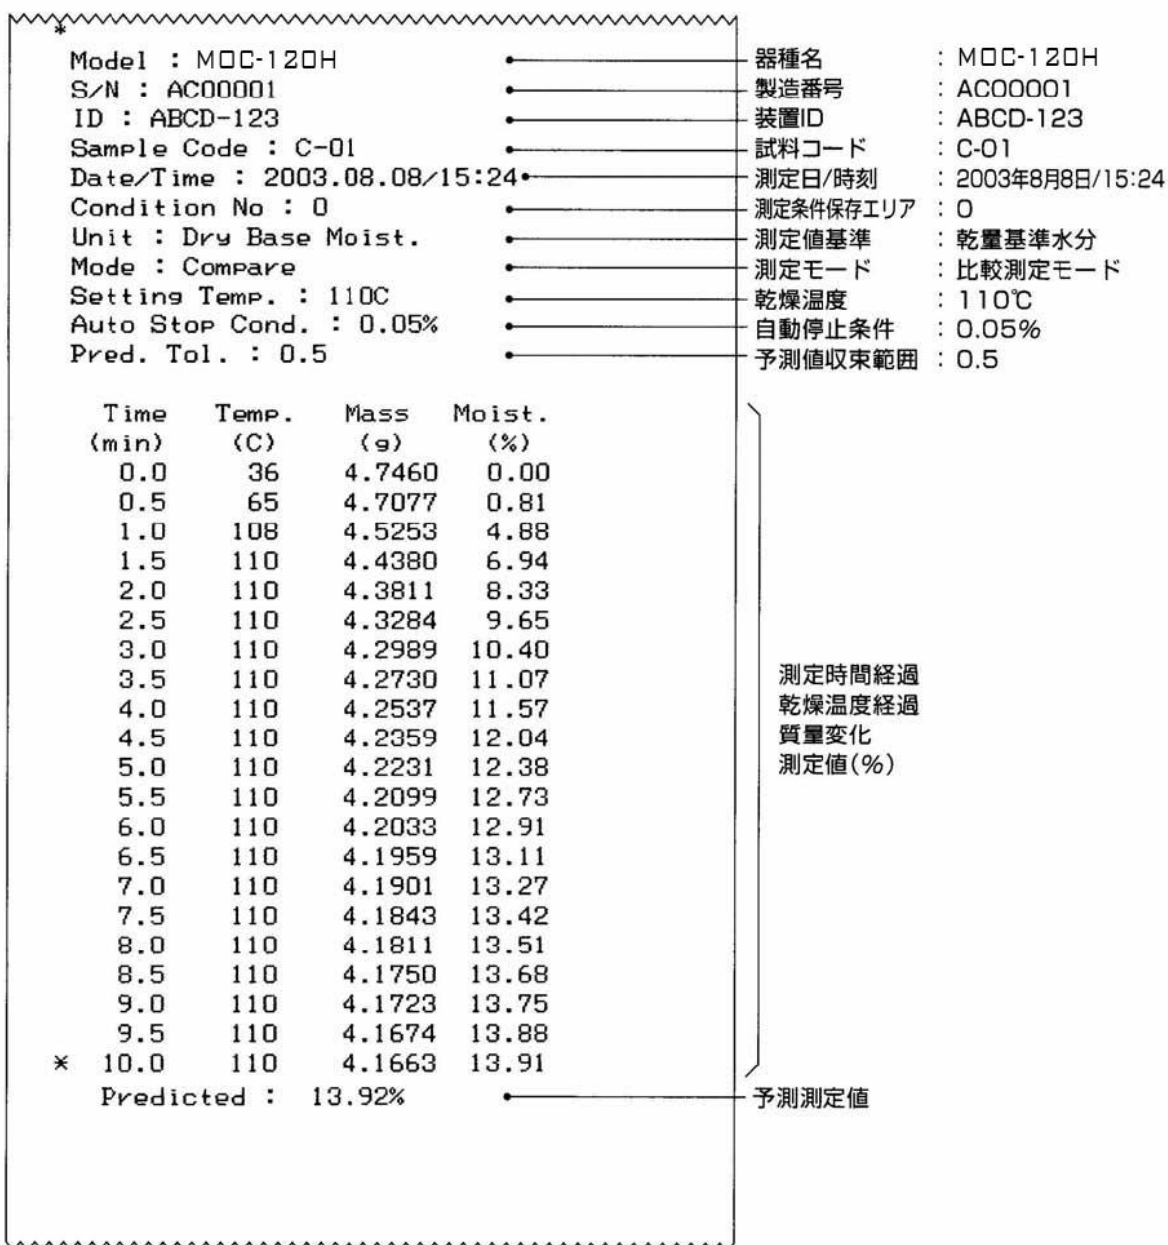 *
Model : MOC-120H 器種名 : MOC-120H
S/N : AC00001 製造番号 : AC00001
ID : ABCD-123 装置ID : ABCD-123
Sample Code : C-01 試料コード : C-01
Date/Time : 2003.08.08/15:24 測定日/時刻 : 2003年8月8日/15:24
Condition No : 0 測定条件保存エリア : 0
Unit : Dry Base Moist. 測定値基準 : 乾量基準水分
Mode : Compare 測定モード : 比較測定モード
Setting Temp. : 110C 乾燥温度 : 110℃
Auto Stop Cond. : 0.05% 自動停止条件 : 0.05%
Pred. Tol. : 0.5 予測値収束範囲 : 0.5
Time Temp. Mass Moist.
(min) (C) (g) (%)
0.0 36 4.7460 0.00
0.5 65 4.7077 0.81
1.0 108 4.5253 4.88
1.5 110 4.4380 6.94
2.0 110 4.3811 8.33
2.5 110 4.3284 9.65
3.0 110 4.2989 10.40
3.5 110 4.2730 11.07
4.0 110 4.2537 11.57
4.5 110 4.2359 12.04
5.0 110 4.2231 12.38
5.5 110 4.2099 12.73
6.0 110 4.2033 12.91
6.5 110 4.1959 13.11
7.0 110 4.1901 13.27
7.5 110 4.1843 13.42
8.0 110 4.1811 13.51
8.5 110 4.1750 13.68
9.0 110 4.1723 13.75
9.5 110 4.1674 13.88
* 10.0 110 4.1663 13.91
測定時間経過
乾燥温度経過
質量変化
測定値(%)
Predicted : 13.92% 予測測定値